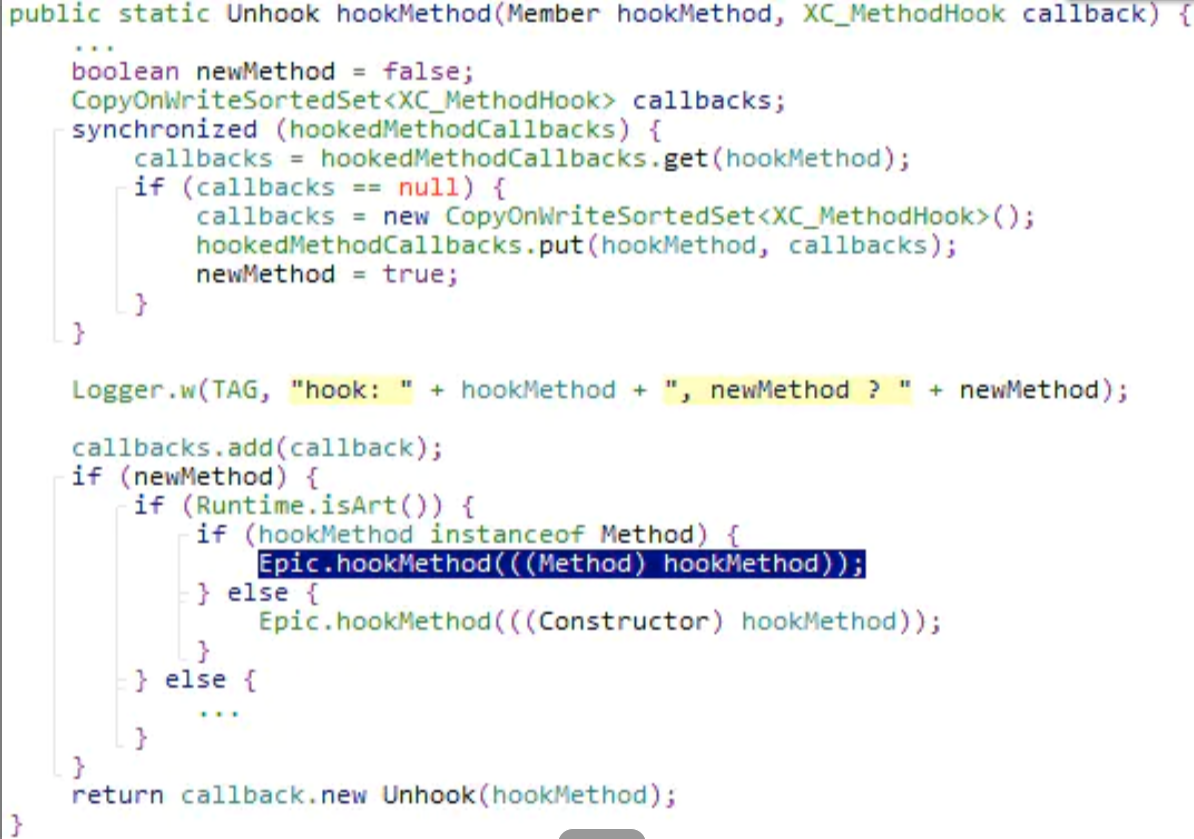 public static Unhook hookMethod(Member hookMethod, XC_MethodHook callback) {
...
boolean newMethod = false;
CopyOnWriteSortedSet<XC_MethodHook> callbacks;
synchronized (hookedMethodCallbacks) {
callbacks = hookedMethodCallbacks.get(hookMethod);
if (callbacks == null) {
callbacks = new CopyOnWriteSortedSet<XC_MethodHook>();
hookedMethodCallbacks.put(hookMethod, callbacks);
newMethod = true;
}
}
Logger.w(TAG, "hook: " + hookMethod + ", newMethod ? " + newMethod);
callbacks.add(callback);
if (newMethod) {
if (Runtime.isArt()) {
if (hookMethod instanceof Method) {
Epic.hookMethod(((Method) hookMethod));
} else {
Epic.hookMethod(((Constructor) hookMethod));
}
} else {
...
}
}
return callback.new Unhook(hookMethod);
}